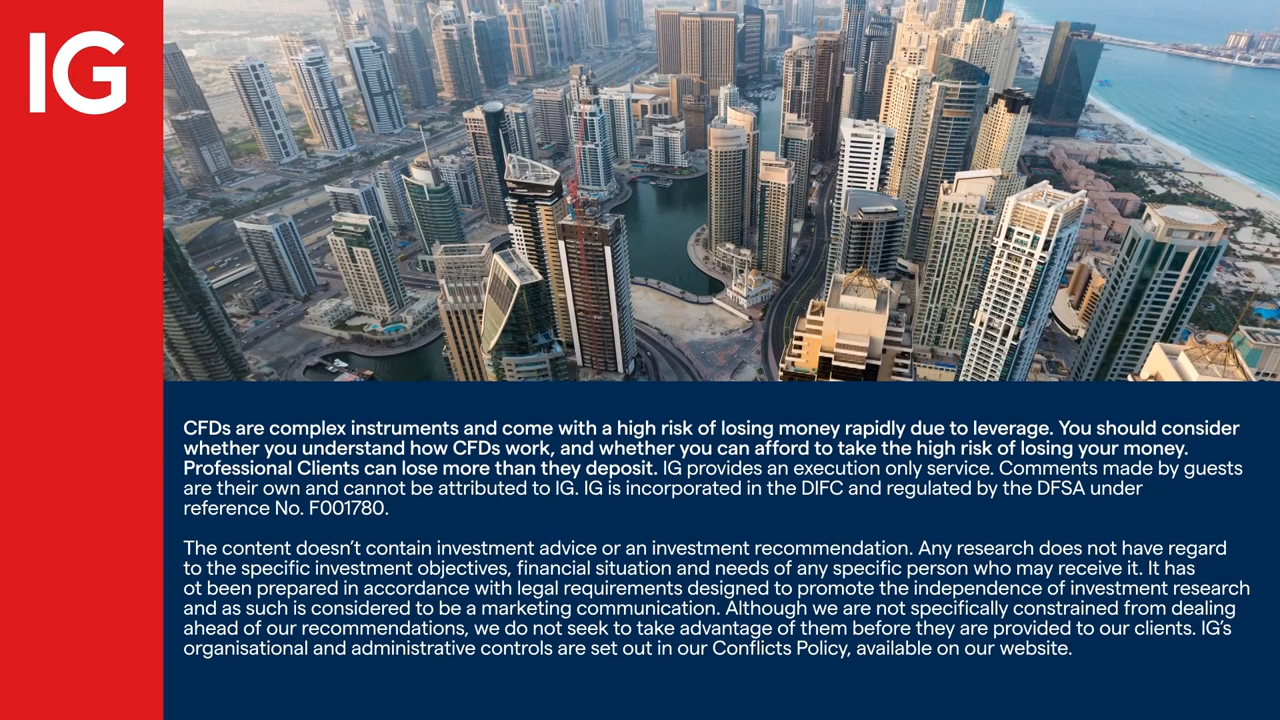 IG
CFDs are complex instruments and come with a high risk of losing money rapidly due to leverage. You should consider
whether you understand how CFDs work, and whether you can afford to take the high risk of losing your money.
Professional Clients can lose more than they deposit. IG provides an execution only service. Comments made by guests
are their own and cannot be attributed to IG. IG is incorporated in the DIFC and regulated by the DFSA under
reference No. F001780.
The content doesn't contain investment advice or an investment recommendation. Any research does not have regard
to the specific investment objectives, financial situation and needs of any specific person who may receive it. It has
ot been prepared in accordance with legal requirements designed to promote the independence of investment research
and as such is considered to be a marketing communication. Although we are not specifically constrained from dealing
ahead of our recommendations, we do not seek to take advantage of them before they are provided to our clients. IG's
organisational and administrative controls are set out in our Conflicts Policy, available on our website.